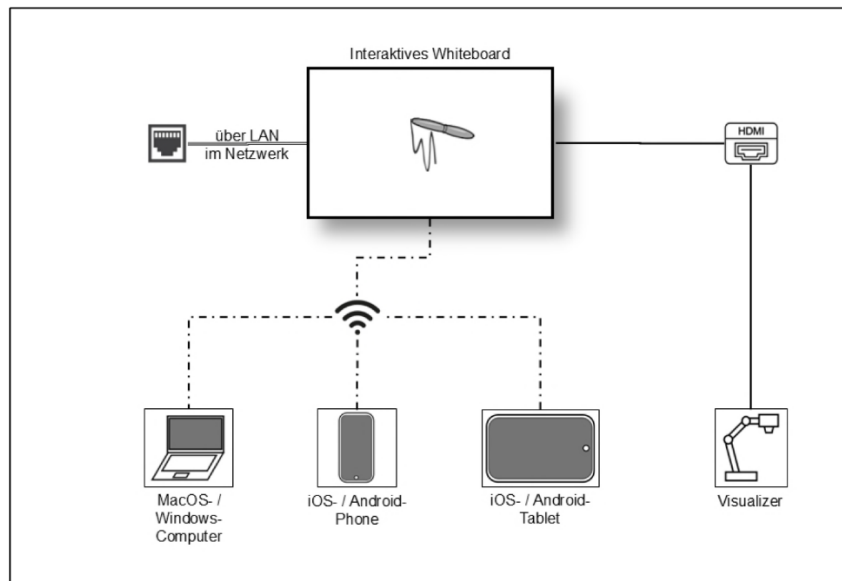 Interaktives Whiteboard
über LAN
im Netzwerk
HDMI
MacOS- /
Windows-
Computer
iOS- / Android-
Phone
iOS- / Android-
Tablet
Visualizer